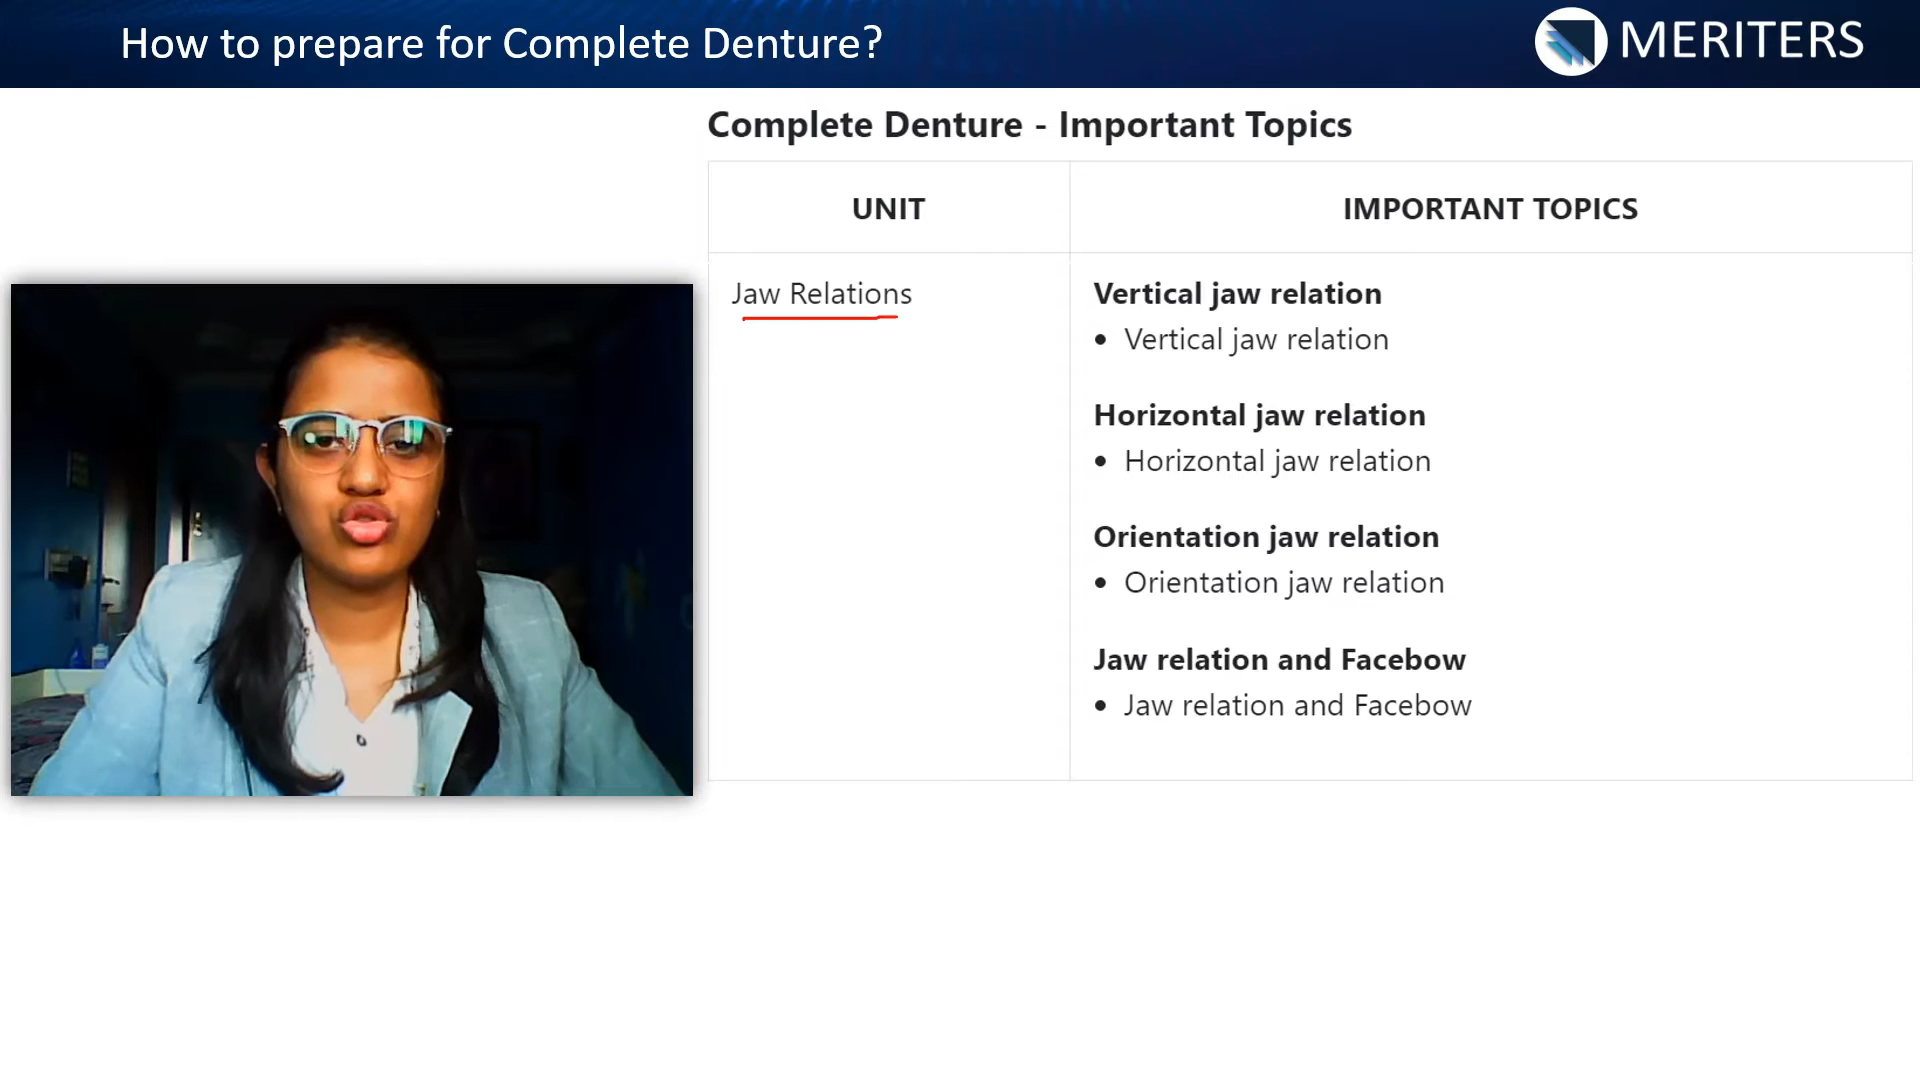 How to prepare for Complete Denture?
MERITERS
Complete Denture - Important Topics
UNIT
IMPORTANT TOPICS
Jaw Relations
Vertical jaw relation
• Vertical jaw relation
Horizontal jaw relation
• Horizontal jaw relation
Orientation jaw relation
• Orientation jaw relation
Jaw relation and Facebow
• Jaw relation and Facebow